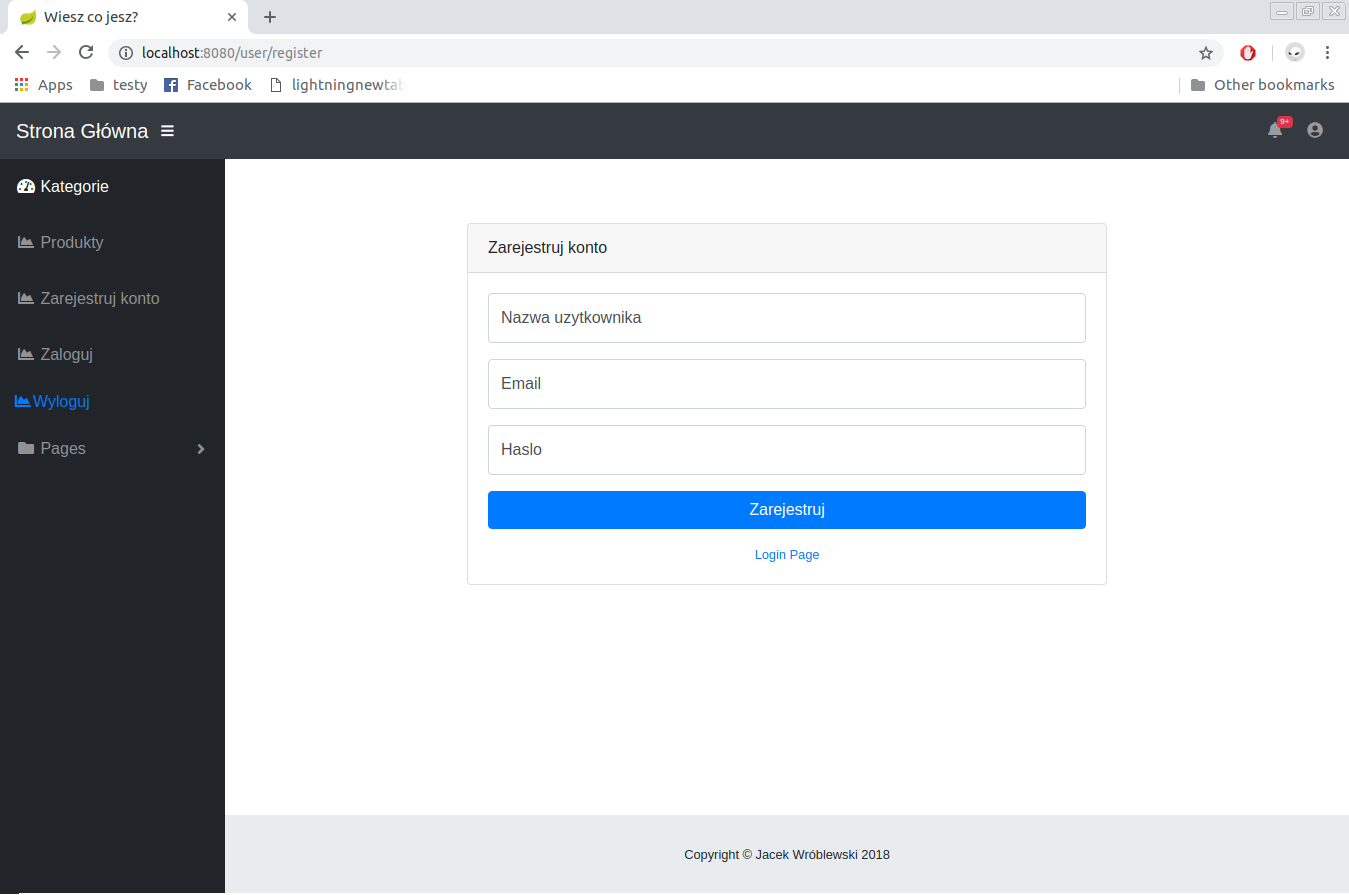 Wiesz co jesz?
localhost:8080/user/register
Apps testy Facebook lightningnewtab Other bookmarks
Strona Główna 9+
Kategorie
Produkty
Zarejestruj konto
Zaloguj
Wyloguj
Pages
Zarejestruj konto
Nazwa uzytkownika
Email
Haslo
Zarejestruj
Login Page
Copyright © Jacek Wróblewski 2018